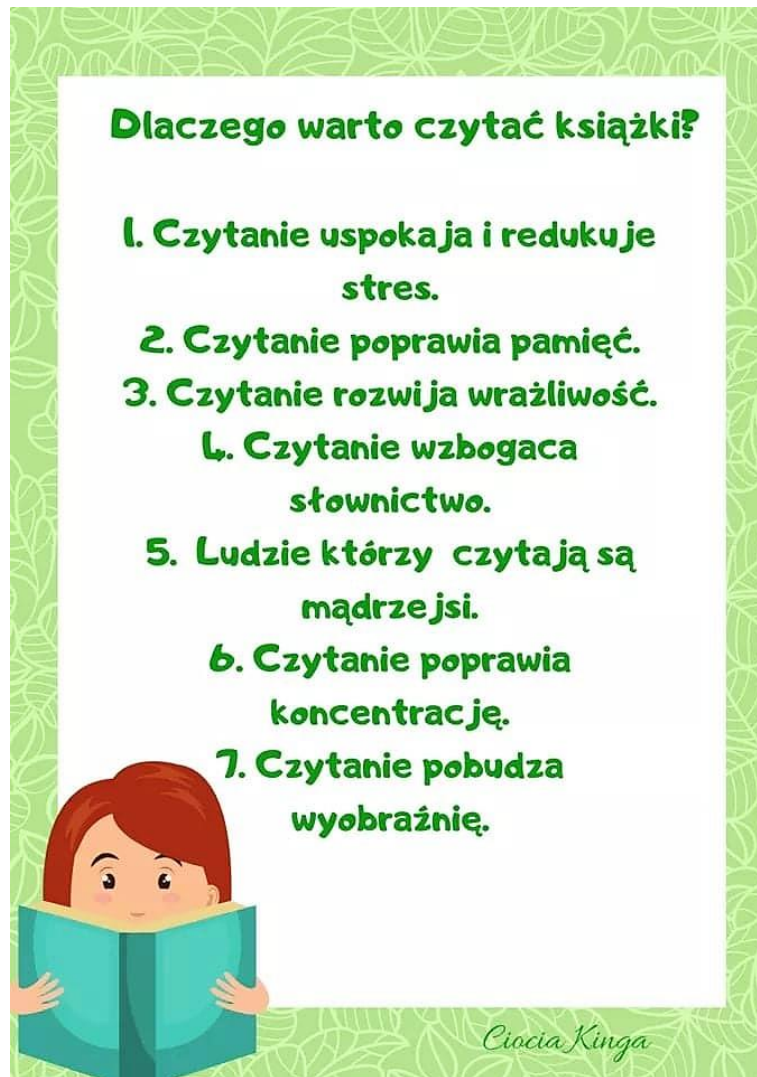 Dlaczego warto czytać książki?
1. Czytanie uspokaja i redukuje
stres.
2. Czytanie poprawia pamięć.
3. Czytanie rozwija wrażliwość.
4. Czytanie wzbogaca
słownictwo.
5. Ludzie którzy czytają są
mądrzejsi.
6. Czytanie poprawia
koncentrację.
7. Czytanie pobudza
wyobraźnię.
Ciocia Kinga